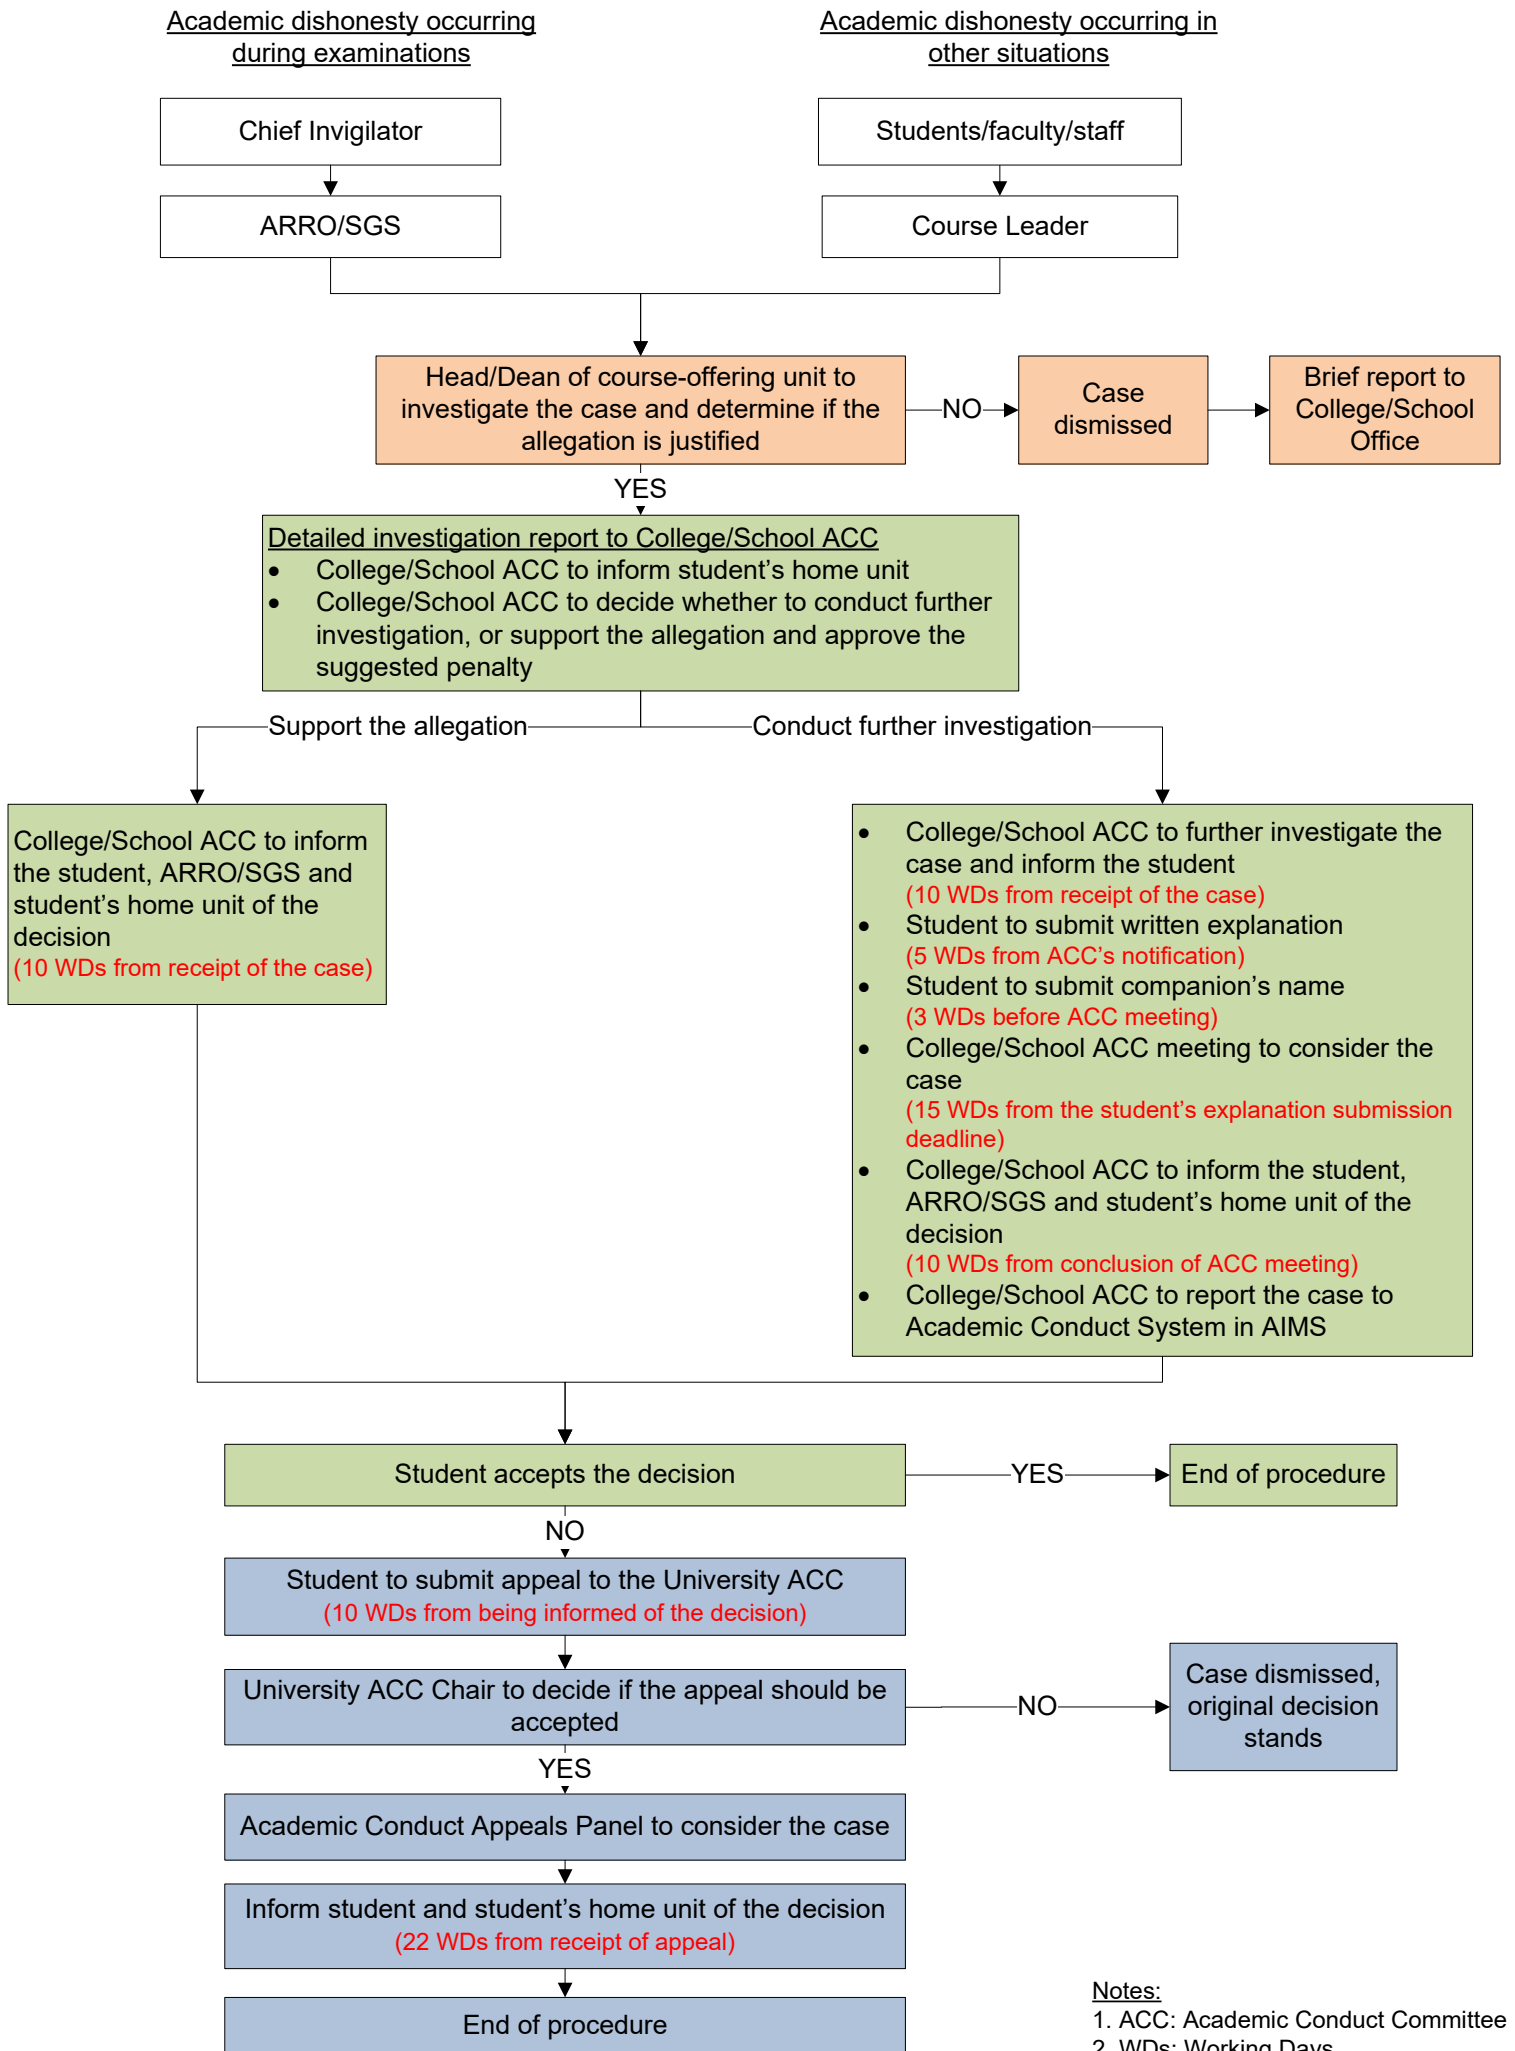 Academic dishonesty occurring
during examinations
Academic dishonesty occurring in
other situations
Chief Invigilator
Students/faculty/staff
ARRO/SGS
Course Leader
Head/Dean of course-offering unit to
investigate the case and determine if the
allegation is justified
NO
Case
dismissed
Brief report to
College/School
Office
YES
Detailed investigation report to College/School ACC
• College/School ACC to inform student’s home unit
• College/School ACC to decide whether to conduct further
investigation, or support the allegation and approve the
suggested penalty
Support the allegation
Conduct further investigation
College/School ACC to inform
the student, ARRO/SGS and
student’s home unit of the
decision
(10 WDs from receipt of the case)
• College/School ACC to further investigate the
case and inform the student
(10 WDs from receipt of the case)
• Student to submit written explanation
(5 WDs from ACC’s notification)
• Student to submit companion’s name
(3 WDs before ACC meeting)
• College/School ACC meeting to consider the
case
(15 WDs from the student’s explanation submission
deadline)
• College/School ACC to inform the student,
ARRO/SGS and student’s home unit of the
decision
(10 WDs from conclusion of ACC meeting)
• College/School ACC to report the case to
Academic Conduct System in AIMS
Student accepts the decision
YES
End of procedure
NO
Student to submit appeal to the University ACC
(10 WDs from being informed of the decision)
University ACC Chair to decide if the appeal should be
accepted
NO
Case dismissed,
original decision
stands
YES
Academic Conduct Appeals Panel to consider the case
Inform student and student’s home unit of the decision
(22 WDs from receipt of appeal)
End of procedure
Notes:
1. ACC: Academic Conduct Committee
2. WDs: Working Days